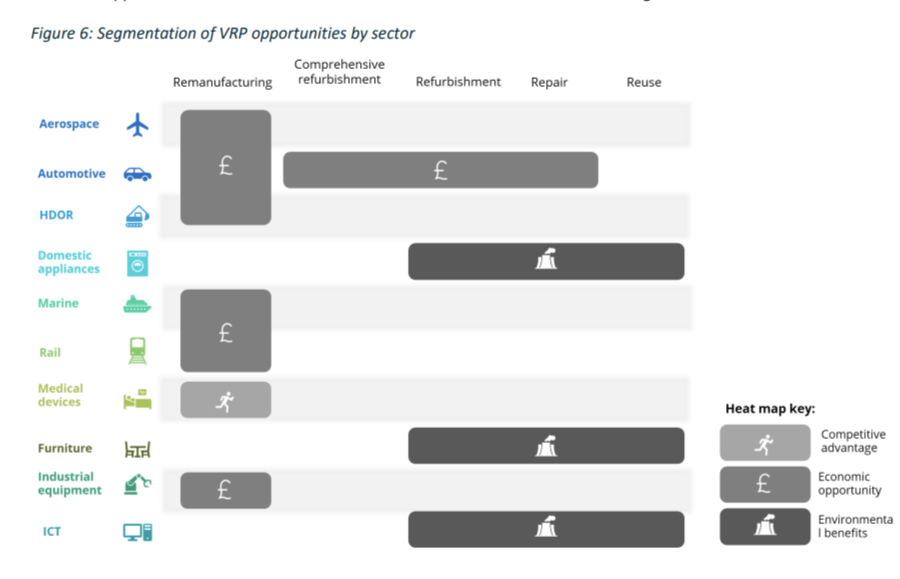 Figure 6: Segmentation of VRP opportunities by sector
Remanufacturing
Comprehensive
refurbishment
Refurbishment
Repair
Reuse
Aerospace
£
Automotive
£
HDOR
Domestic
appliances
Marine
£
Rail
Medical
devices
Furniture
Industrial
equipment
£
ICT
Heat map key:
Competitive
advantage
£
Economic
opportunity
Environmenta
l benefits